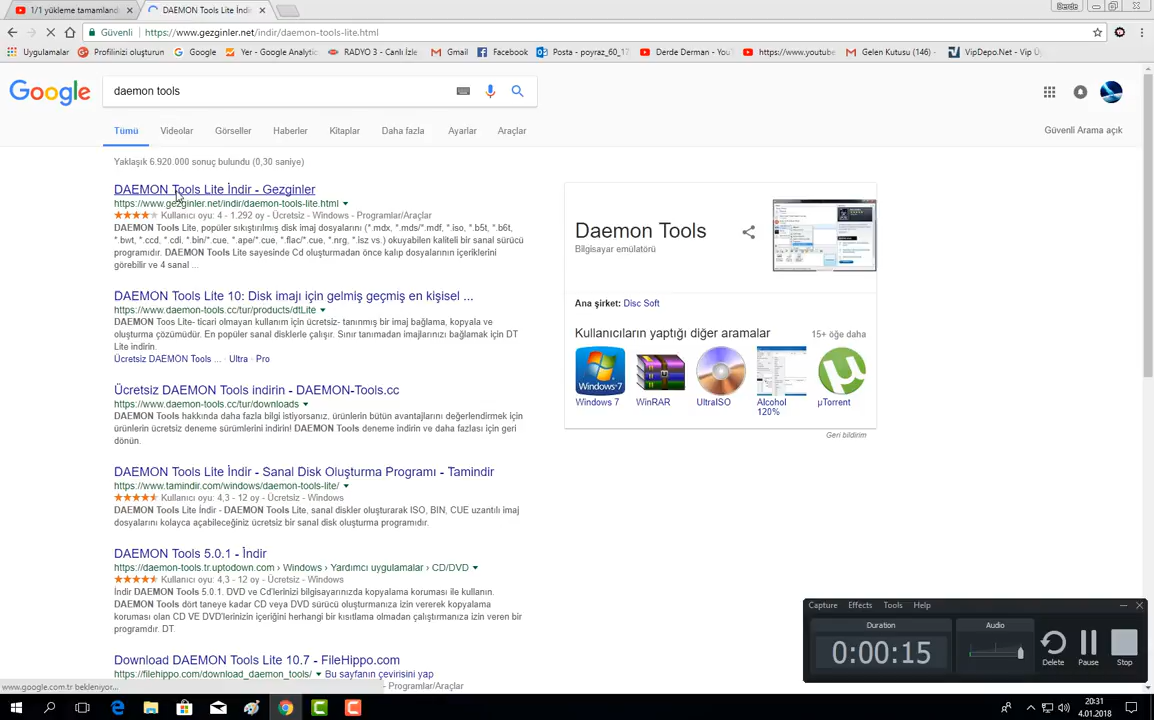 1/1 yükleme tamamlandı
DAEMON Tools Lite İndir
Derde
Güvenli
https://www.gezginler.net/indir/daemon-tools-lite.html
Uygulamalar
Profilinizi oluşturun
Google
Yer - Google Analytic
RADYO 3 - Canlı İzle
Gmail
Facebook
Posta - poyraz_60_1
Derde Derman - You
https://www.youtube
Gelen Kutusu (146)
VipDepo.Net - Vip
Google
daemon tools
Tümü
Videolar
Görseller
Haberler
Kitaplar
Daha fazla
Ayarlar
Araçlar
Güvenli Arama açık
Yaklaşık 6.920.000 sonuç bulundu (0,30 saniye)
DAEMON Tools Lite İndir - Gezginler
https://www.gezginler.net/indir/daemon-tools-lite.html
Kullanıcı oyu: 4 - 1.292 oy - Ücretsiz - Windows - Programlar/Araçlar
DAEMON Tools Lite, popüler sıkıştırılmış disk imaj dosyalarını (*.mdx, *.mds/*.mdf, *.iso, *.b5t, *.b6t,
*.bwt, *.ccd, *.cdi, *.bin/*.cue, *.ape/*.cue, *.flac/*.cue, *.nrg, *.isz vs.) okuyabilen kaliteli bir sanal sürücü
programıdır. DAEMON Tools Lite sayesinde Cd oluşturmadan önce kalıp dosyalarının içeriklerini
görebilir ve 4 sanal ...
DAEMON Tools Lite 10: Disk imajı için gelmiş geçmiş en kişisel ...
https://www.daemon-tools.cc/tur/products/dtLite
DAEMON Toos Lite- ticari olmayan kullanım için ücretsiz- tanınmış bir imaj bağlama, kopyala ve
oluşturma çözümüdür. En popüler sanal disklerle çalışır. Sınır tanımadan imajlarınızı bağlamak için DT
Lite indirin.
Ücretsiz DAEMON Tools ... · Ultra · Pro
Ücretsiz DAEMON Tools indirin - DAEMON-Tools.cc
https://www.daemon-tools.cc/tur/downloads
DAEMON Tools hakkında daha fazla bilgi istiyorsanız, ürünlerin bütün avantajlarını değerlendirmek için
ürünlerin ücretsiz deneme sürümlerini indirin! DAEMON Tools deneme indirin ve daha fazlası için geri
dönün.
DAEMON Tools Lite İndir - Sanal Disk Oluşturma Programı - Tamindir
https://www.tamindir.com/windows/daemon-tools-lite/
Kullanıcı oyu: 4,3 - 12 oy - Ücretsiz - Windows
DAEMON Tools Lite İndir - DAEMON Tools Lite, sanal diskler oluşturarak ISO, BIN, CUE uzantılı imaj
dosyalarını kolayca açabileceğiniz ücretsiz bir sanal disk oluşturma programıdır.
DAEMON Tools 5.0.1 - İndir
https://daemon-tools.tr.uptodown.com › Windows › Yardımcı uygulamalar › CD/DVD
Kullanıcı oyu: 4,3 - 12 oy - Ücretsiz - Windows
İndir DAEMON Tools 5.0.1. DVD ve Cd'lerinizi bilgisayarınızda kopyalama koruması ile kullanın.
DAEMON Tools dört taneye kadar CD veya DVD sürücü oluşturmanıza izin vererek kopyalama
koruması olan CD VE DVD'lerinizin içeriğini herhangi bir kısıtlama olmadan çalıştırmanıza izin veren bir
programıdır. DT.
Download DAEMON Tools Lite 10.7 - FileHippo.com
https://filehippo.com/download_daemon_tools/
Bu sayfanın çevirisini yap
- Programlar/Araçlar
Daemon Tools
Bilgisayar emülatörü
Ana şirket: Disc Soft
Kullanıcıların yaptığı diğer aramalar
15+ öğe daha
Windows 7
WinRAR
UltraISO
Alcohol
120%
µTorrent
Geri bildirim
Capture
Effects
Tools
Help
Duration
0:00:15
Audio
Delete
Pause
Stop
www.google.com.tr bekleniyor...
20:31
4.01.2018